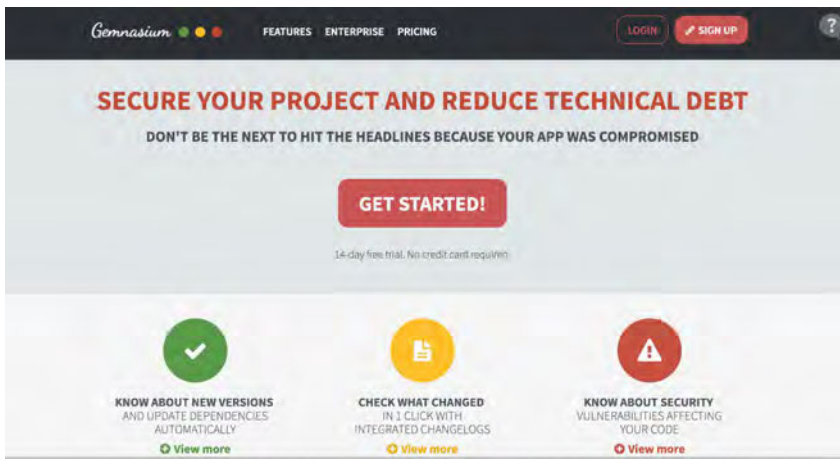 Gemnasium FEATURES ENTERPRISE PRICING LOGIN SIGN UP ?
SECURE YOUR PROJECT AND REDUCE TECHNICAL DEBT
DON'T BE THE NEXT TO HIT THE HEADLINES BECAUSE YOUR APP WAS COMPROMISED
GET STARTED!
14-day free trial. No credit card required
KNOW ABOUT NEW VERSIONS
AND UPDATE DEPENDENCIES
AUTOMATICALLY
View more
CHECK WHAT CHANGED
IN 1 CLICK WITH
INTEGRATED CHANGELOGS
View more
KNOW ABOUT SECURITY
VULNERABILITIES AFFECTING
YOUR CODE
View more